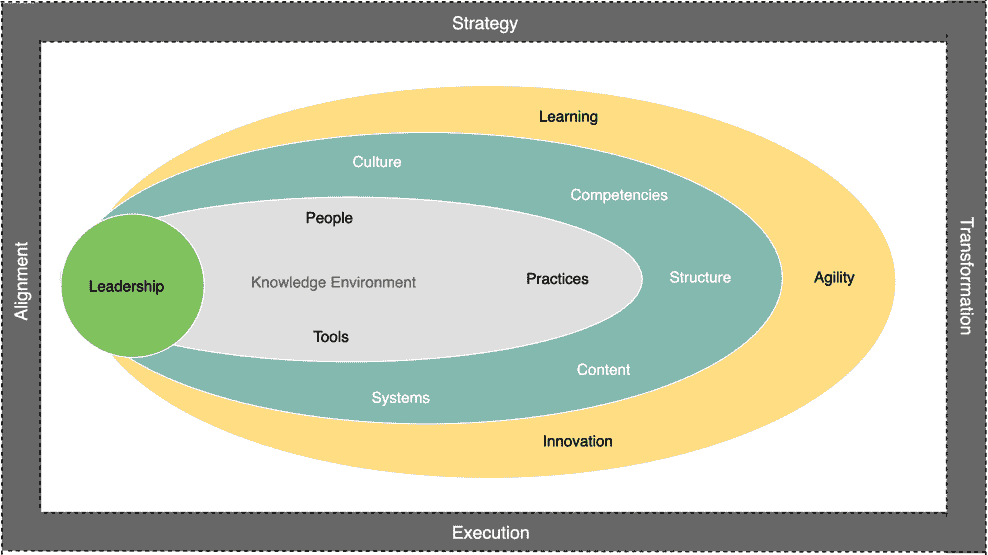 Strategy
Learning
Culture
Competencies
People
Alignment
Leadership
Knowledge Environment
Practices
Structure
Agility
Transformation
Tools
Content
Systems
Innovation
Execution